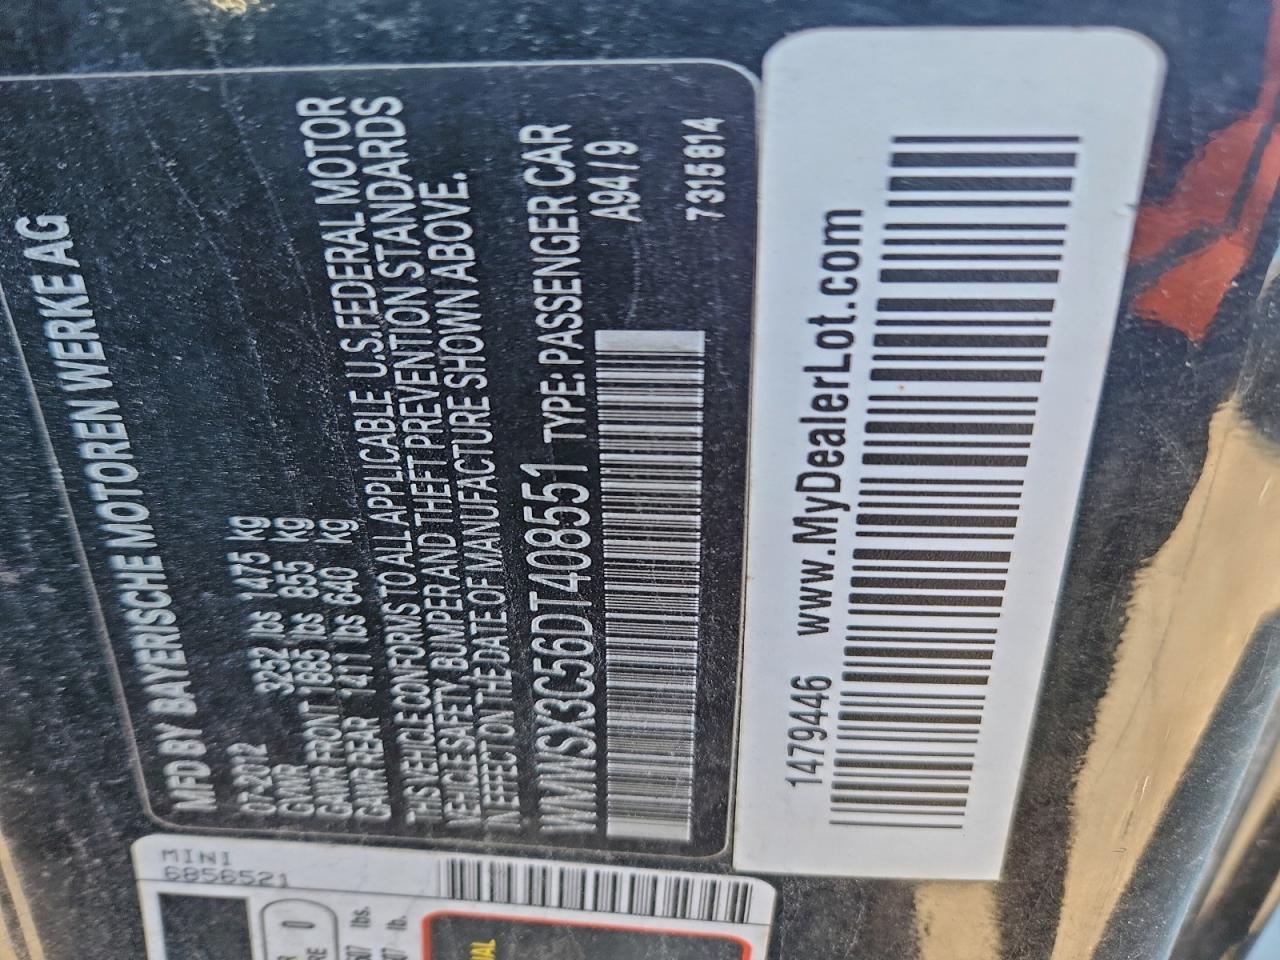 MFD BY BAYERISCHE MOTOREN WERKE AG
07-2012
GVWR 3252 lbs 1475 kg
GAWR FRONT 1885 lbs 855 kg
GAWR REAR 1411 lbs 640 kg
THIS VEHICLE CONFORMS TO ALL APPLICABLE U.S. FEDERAL MOTOR
VEHICLE SAFETY, BUMPER AND THEFT PREVENTION STANDARDS
IN EFFECT ON THE DATE OF MANUFACTURE SHOWN ABOVE.
WMWSX3C56DT408551 TYPE: PASSENGER CAR
A94/9
7315814
1479446 www.MyDealerLot.com
MINI
6856521
0
lbs.
lb.